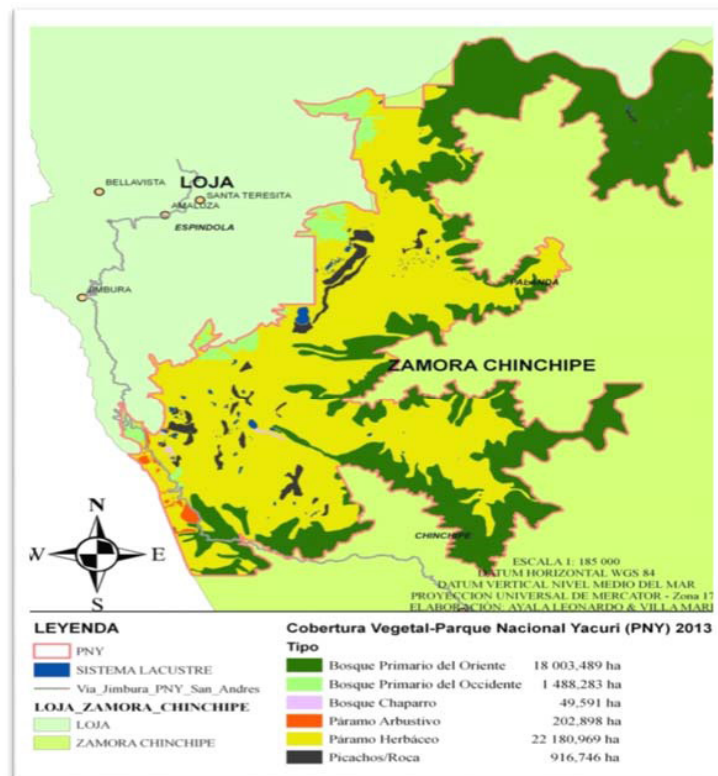 BELLAVISTA
LOJA
SANTA TERESITA
AMALOZA
ESPINDOLA
JIMBURA
PALANDA
ZAMORA CHINCHIPE
CHINCHIPE
N
W
E
S
ESCALA 1: 185 000
DATUM HORIZONTAL WGS 84
DATUM VERTICAL NIVEL MEDIO DEL MAR
PROYECCION UNIVERSAL DE MERCATOR - Zona 17
ELABORACIÓN: AYALA LEONARDO & VILLA
LEYENDA
PNY
SISTEMA LACUSTRE
Via_Jimbura_PNY_San_Andres
LOJA_ZAMORA_CHINCHIPE
LOJA
ZAMORA CHINCHIPE
Cobertura Vegetal-Parque Nacional Yacuri (PNY) 2013
Tipo
Bosque Primario del Oriente 18 003,489 ha
Bosque Primario del Occidente 1 488,283 ha
Bosque Chaparro 49,591 ha
Páramo Arbustivo 202,898 ha
Páramo Herbáceo 22 180,969 ha
Picachos/Roca 916,746 ha